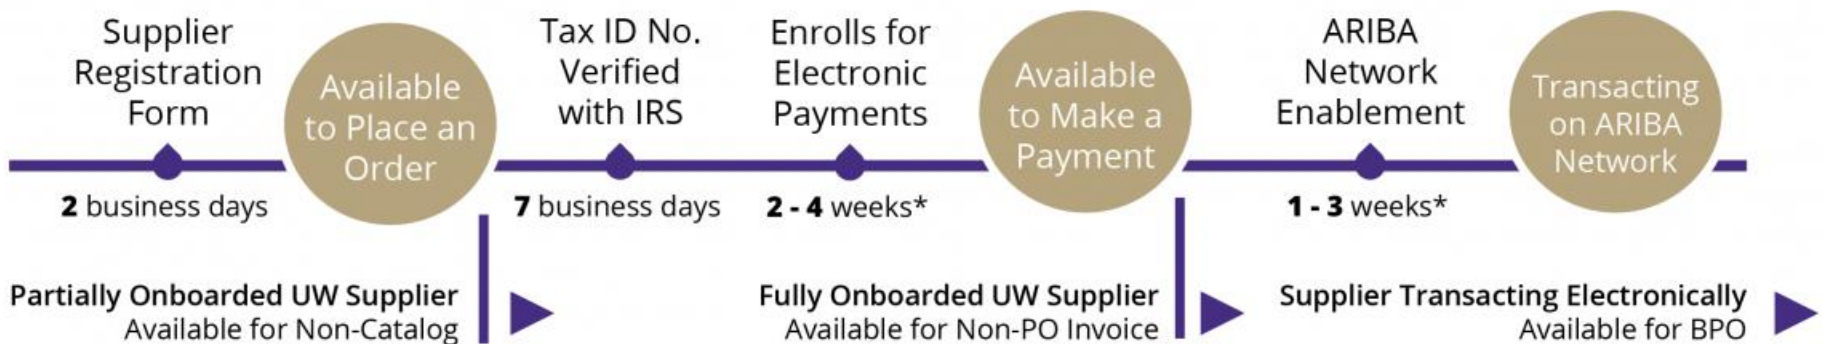 Supplier
Registration
Form
2 business days
Available
to Place an
Order
Tax ID No.
Verified
with IRS
7 business days
Enrolls for
Electronic
Payments
2 - 4 weeks*
Available
to Make a
Payment
ARIBA
Network
Enablement
1 - 3 weeks*
Transacting
on ARIBA
Network
Partially Onboarded UW Supplier
Available for Non-Catalog
Fully Onboarded UW Supplier
Available for Non-PO Invoice
Supplier Transacting Electronically
Available for BPO